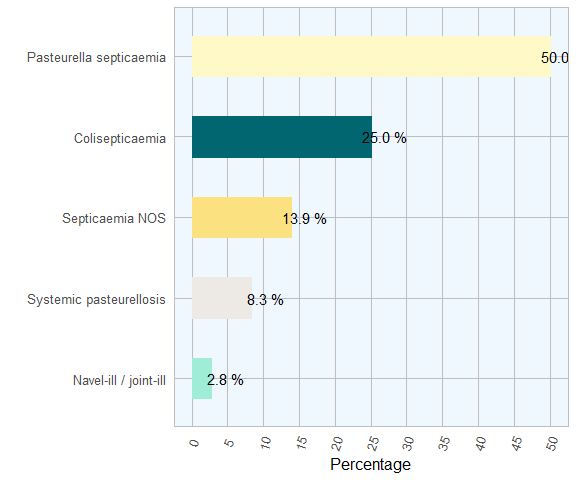 Pasteurella septicaemia 50.0
Colisepticaemia 25.0 %
Septicaemia NOS 13.9 %
Systemic pasteurellosis 8.3 %
Navel-ill / joint-ill 2.8 %
0 5 10 15 20 25 30 35 40 45 50
Percentage